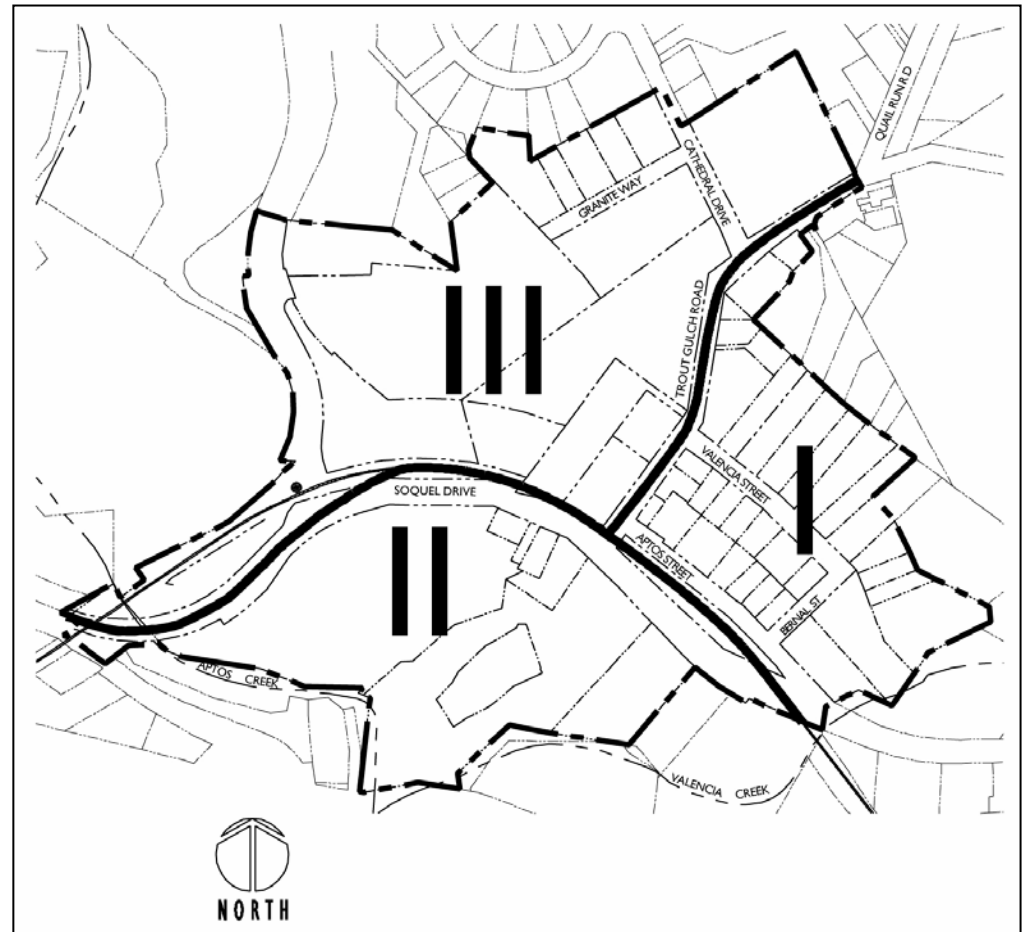 QUAIL RUN R.D
CATHEDRAL DRIVE
GRANITE WAY
TROUT GULCH ROAD
III
VALENCIA STREET
I
SOQUEL DRIVE
APTOS STREET
II
BERNAL ST.
APTOS CREEK
VALENCIA CREEK
NORTH